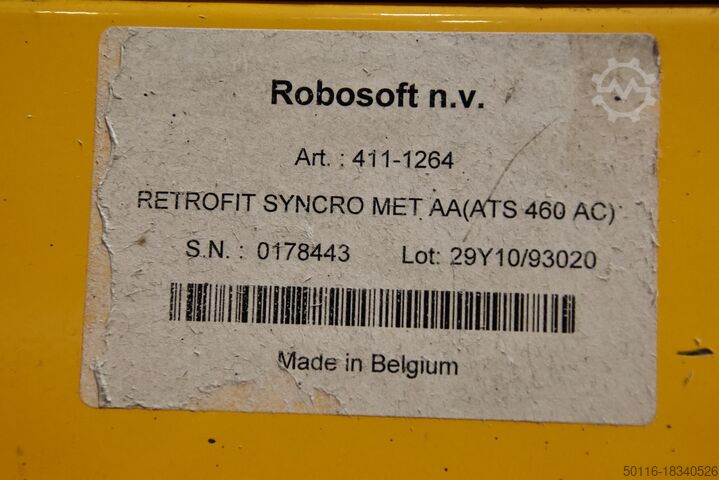 Robosoft n.v.
Art. : 411-1264
RETROFIT SYNCRO MET AA(ATS 460 AC)
S.N. : 0178443 Lot: 29Y10/93020
Made in Belgium
50116-18340526